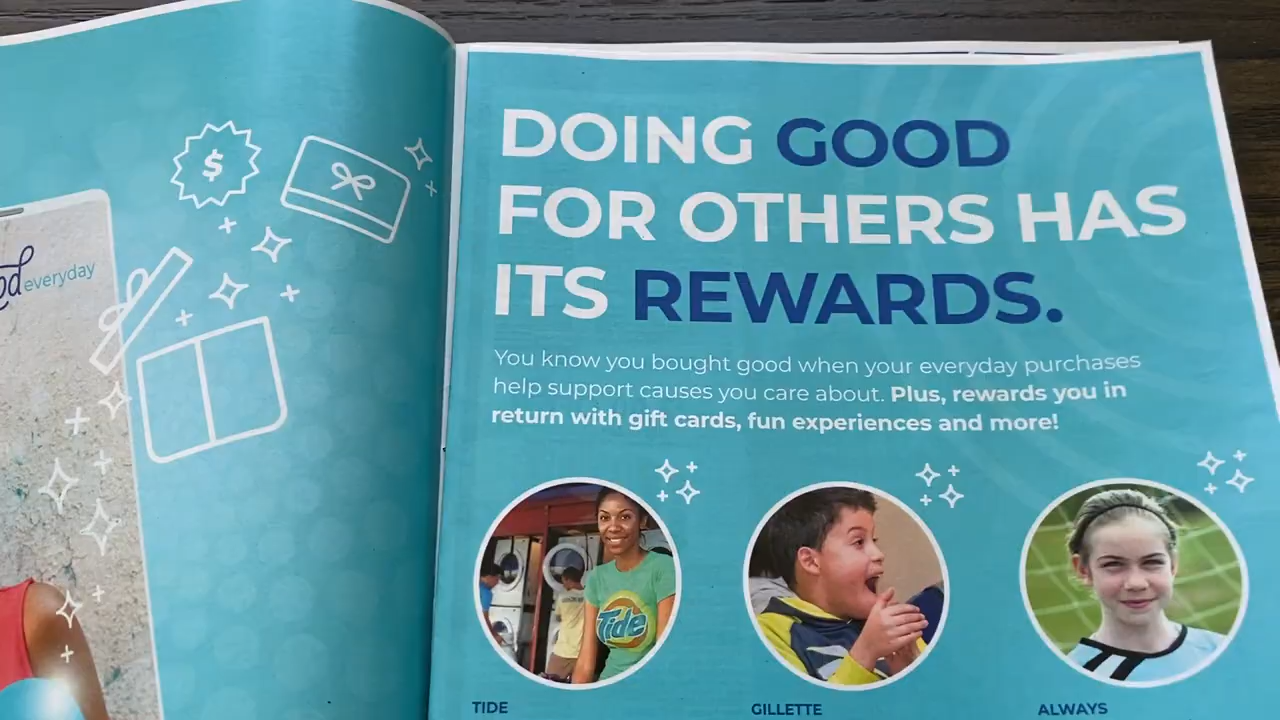 $
everyday
DOING GOOD
FOR OTHERS HAS
ITS REWARDS.
You know you bought good when your everyday purchases
help support causes you care about. Plus, rewards you in
return with gift cards, fun experiences and more!
Tide
TIDE
GILLETTE
ALWAYS